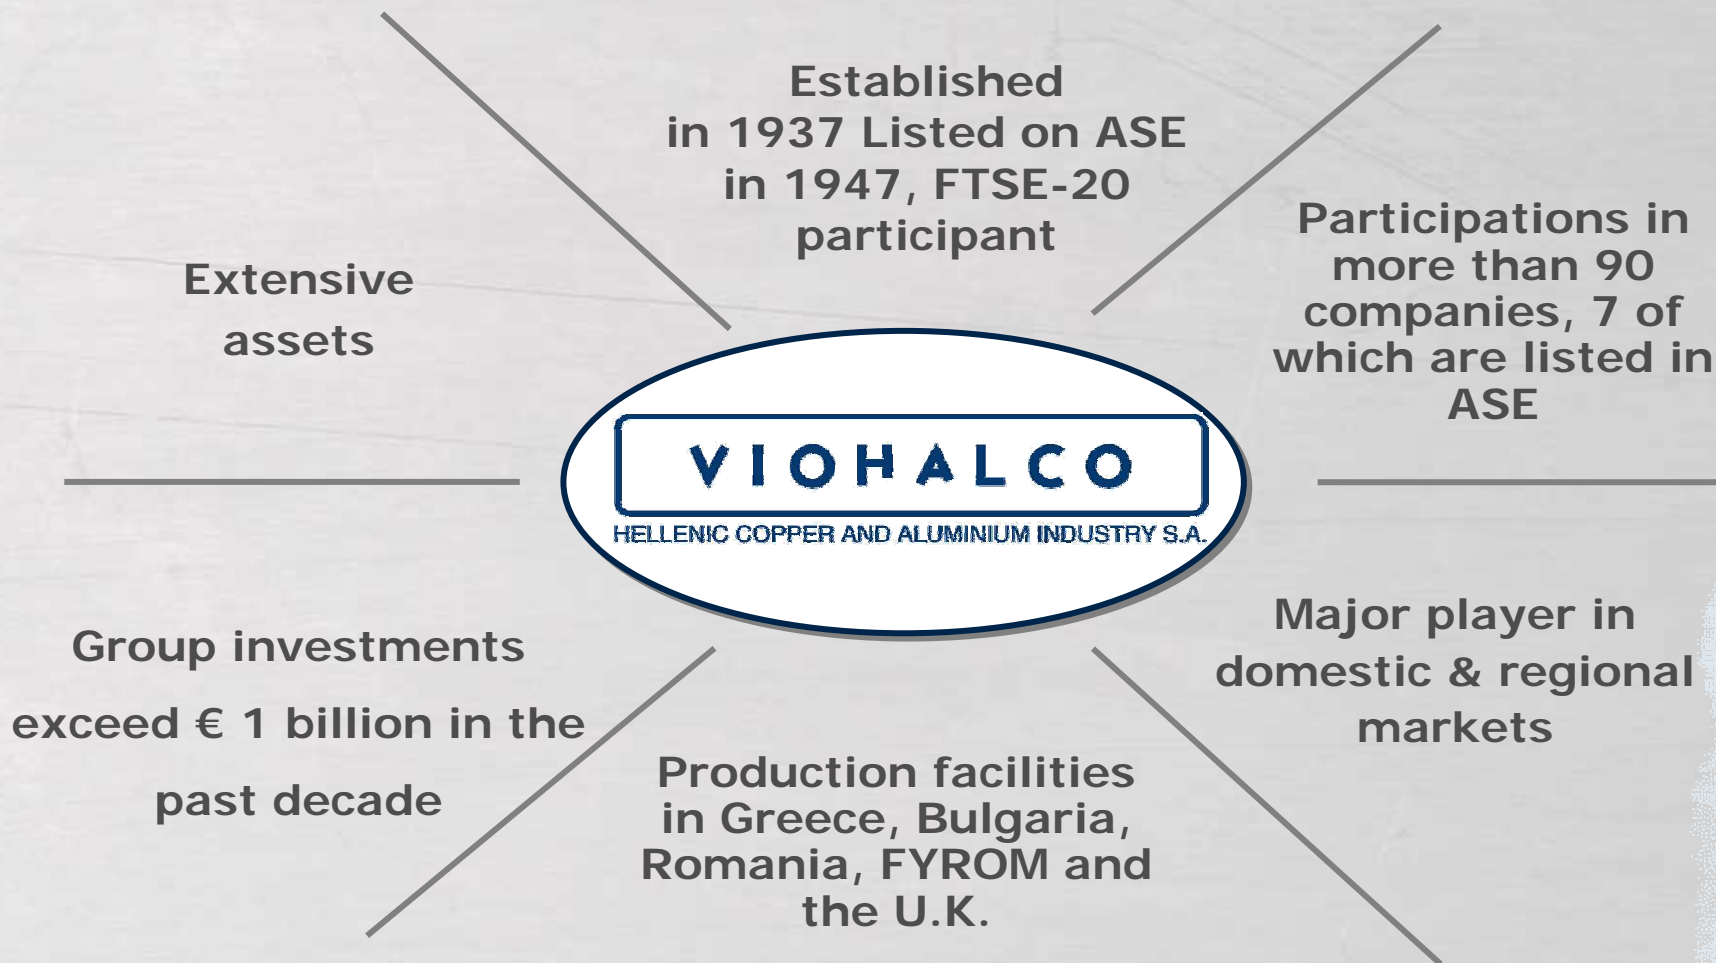 Established
in 1937 Listed on ASE
in 1947, FTSE-20
participant
Participations in
more than 90
companies, 7 of
which are listed in
ASE
Extensive
assets
VIOHALCO
HELLENIC COPPER AND ALUMINIUM INDUSTRY S.A.
Group investments
exceed € 1 billion in the
past decade
Major player in
domestic & regional
markets
Production facilities
in Greece, Bulgaria,
Romania, FYROM and
the U.K.